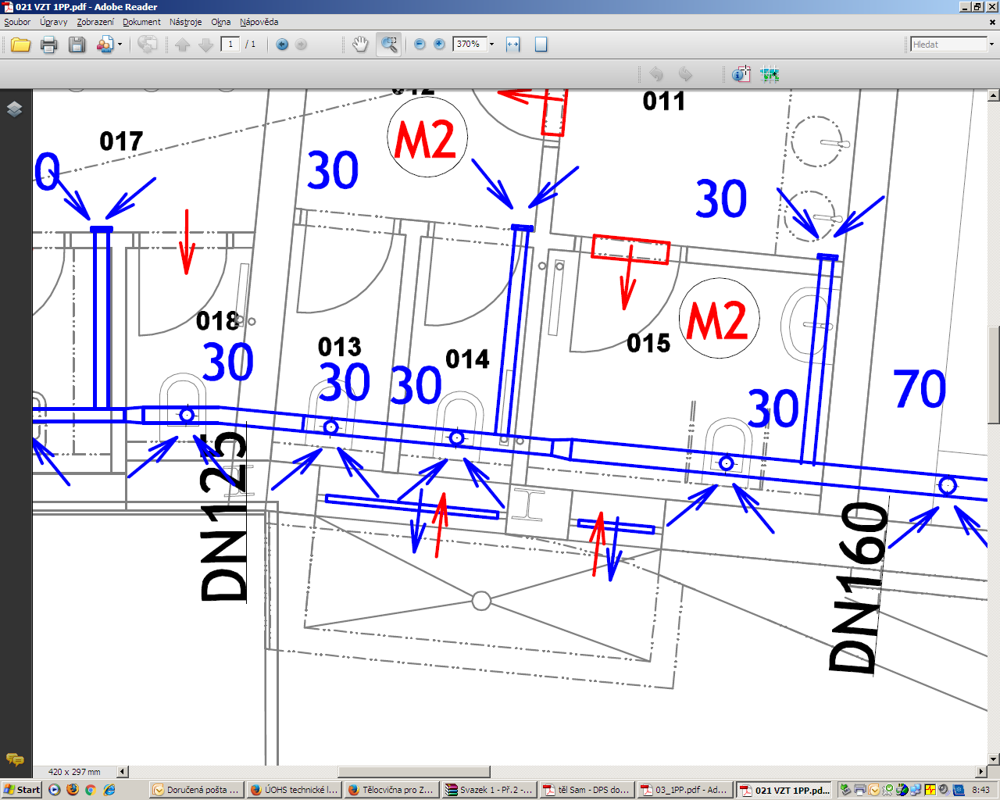 021 VZT 1PP.pdf - Adobe Reader
Soubor Úpravy Zobrazení Dokument Nástroje Okna Nápověda
1 / 1 370% Hledat
012
011
017
M2
30
0
30
018
013
014
015
M2
30
30
30
30
70
DN125
DN160
420 x 297 mm
Start Doručená pošta ... ÚOHS technické l... Tělocvična pro Z... Svazek 1 - Př.2 -... těl Sam - DPS do... 03_1PP.pdf - Ad... 021 VZT 1PP.pd... 8:43